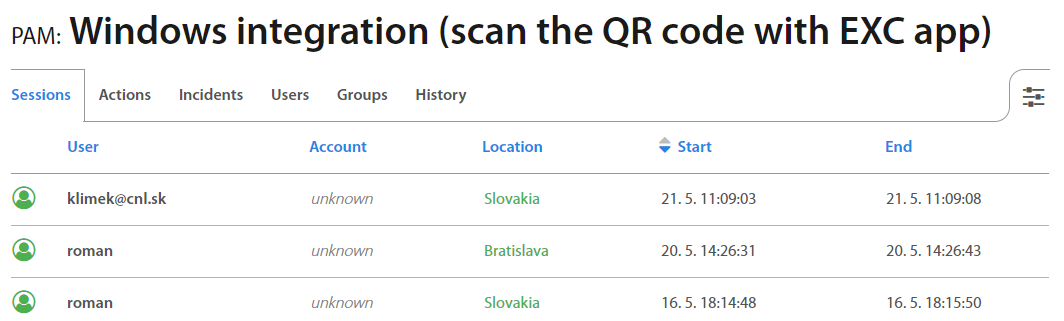 PAM: Windows integration (scan the QR code with EXC app)
Sessions Actions Incidents Users Groups History
User Account Location Start End
klimek@cnl.sk unknown Slovakia 21. 5. 11:09:03 21. 5. 11:09:08
roman unknown Bratislava 20. 5. 14:26:31 20. 5. 14:26:43
roman unknown Slovakia 16. 5. 18:14:48 16. 5. 18:15:50